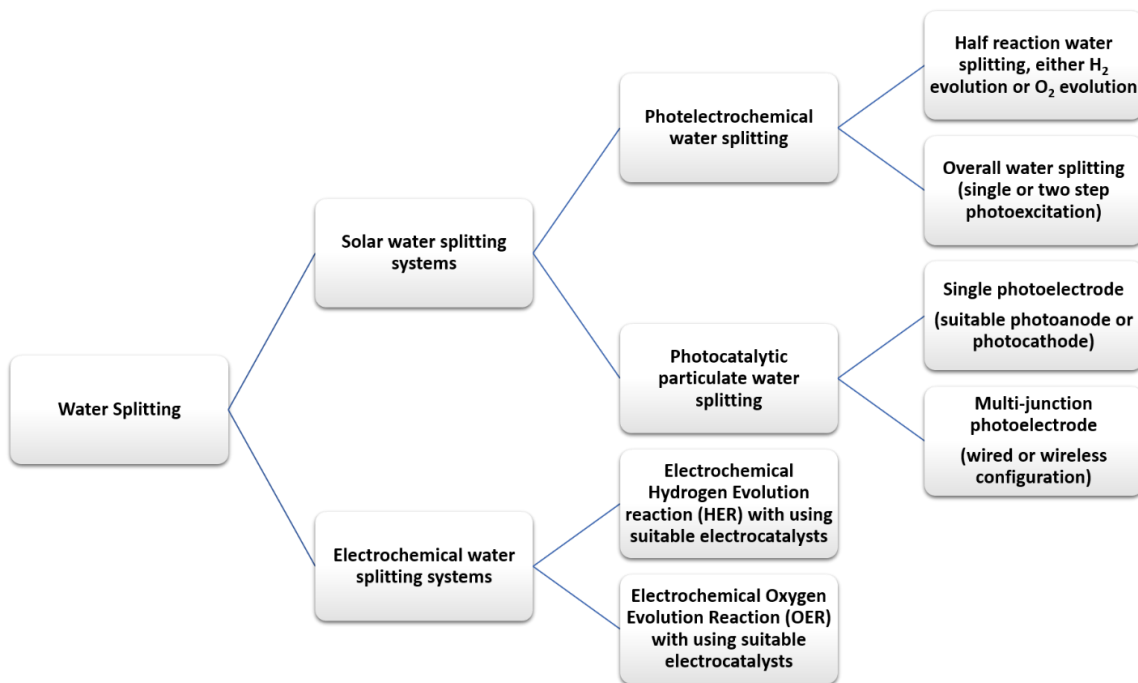 Water Splitting
Solar water splitting
systems
Electrochemical water
splitting systems
Photelectrochemical
water splitting
Photocatalytic
particulate water
splitting
Electrochemical
Hydrogen Evolution
reaction (HER) with using
suitable electrocatalysts
Electrochemical Oxygen
Evolution Reaction (OER)
with using suitable
electrocatalysts
Half reaction water
splitting, either H₂
evolution or O₂ evolution
Overall water splitting
(single or two step
photoexcitation)
Single photoelectrode
(suitable photoanode or
photocathode)
Multi-junction
photoelectrode
(wired or wireless
configuration)